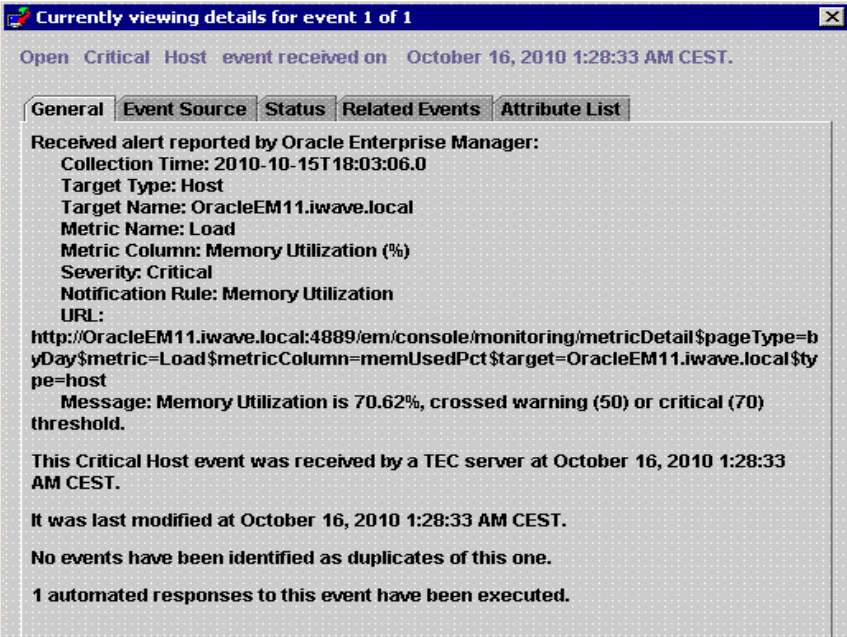 Currently viewing details for event 1 of 1
Open Critical Host event received on October 16, 2010 1:28:33 AM CEST.
General Event Source Status Related Events Attribute List
Received alert reported by Oracle Enterprise Manager:
Collection Time: 2010-10-15T18:03:06.0
Target Type: Host
Target Name: OracleEM11.iwave.local
Metric Name: Load
Metric Column: Memory Utilization (%)
Severity: Critical
Notification Rule: Memory Utilization
URL:
http://OracleEM11.iwave.local:4889/em/console/monitoring/metricDetail$pageType=b
yDay$metric=Load$metricColumn=memUsedPct$target=OracleEM11.iwave.local$ty
pe=host
Message: Memory Utilization is 70.62%, crossed warning (50) or critical (70)
threshold.
This Critical Host event was received by a TEC server at October 16, 2010 1:28:33
AM CEST.
It was last modified at October 16, 2010 1:28:33 AM CEST.
No events have been identified as duplicates of this one.
1 automated responses to this event have been executed.